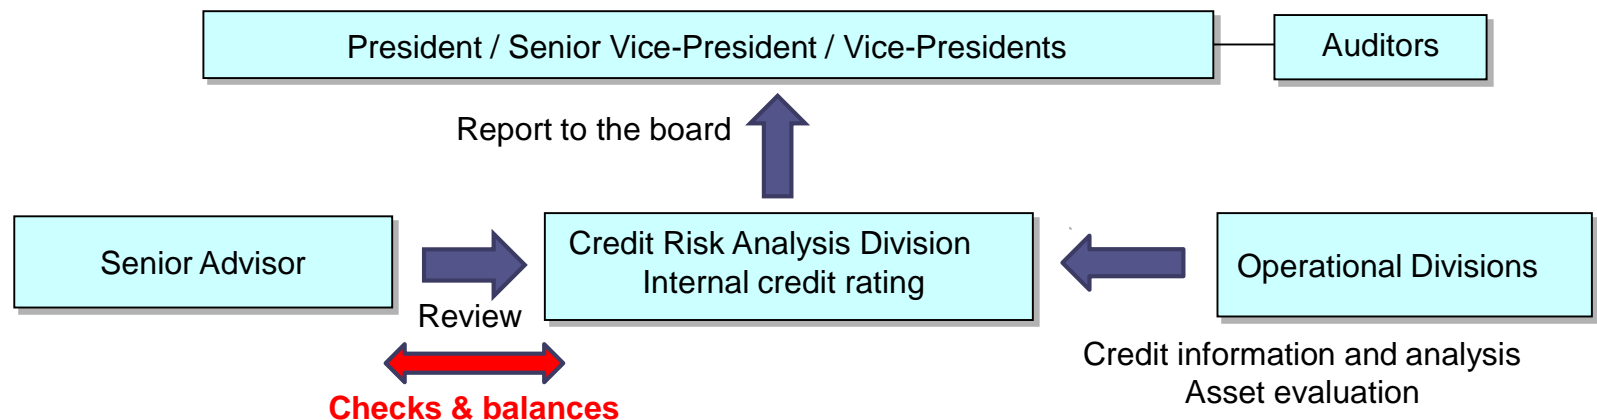 President / Senior Vice-President / Vice-Presidents
Auditors
Report to the board
Senior Advisor
Review
Checks & balances
Credit Risk Analysis Division
Internal credit rating
Operational Divisions
Credit information and analysis
Asset evaluation